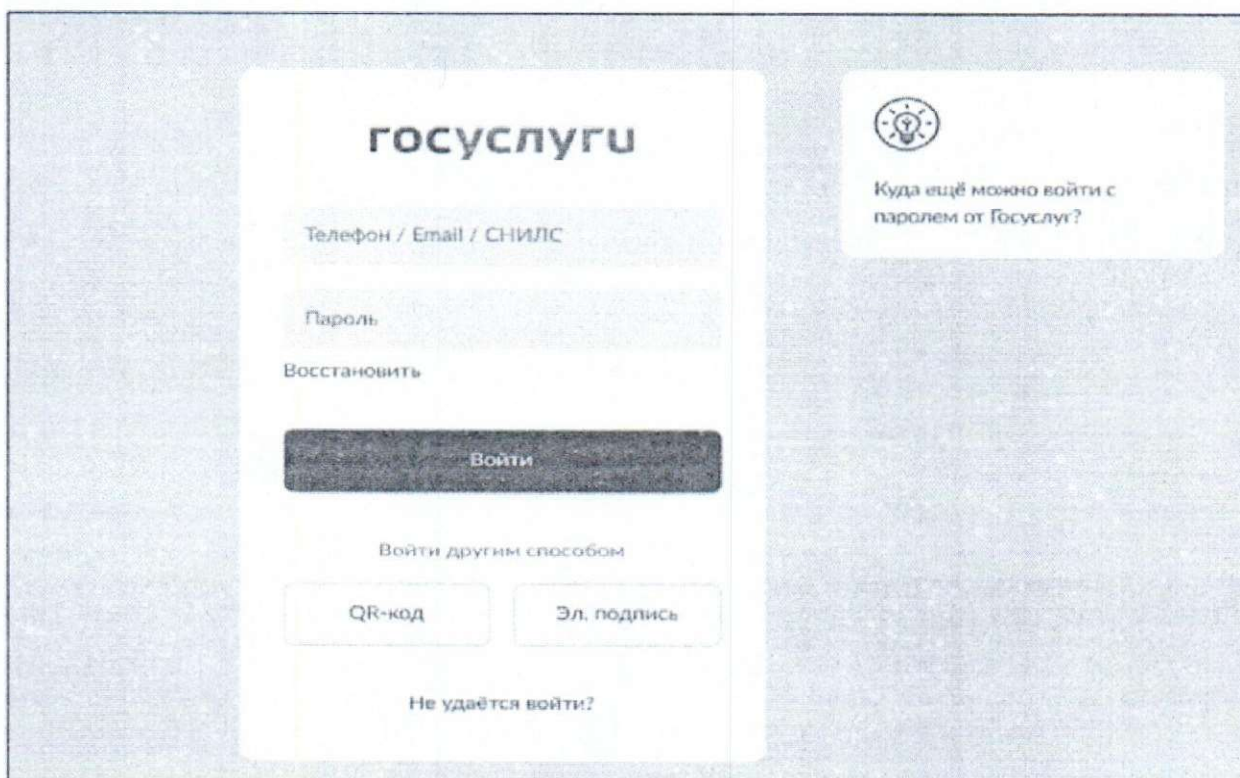 госуслуги
Телефон / Email / СНИЛС
Пароль
Восстановить
Войти
Войти другим способом
QR-код
Эл. подпись
Не удаётся войти?
Куда ещё можно войти с
паролем от Госуслуг?